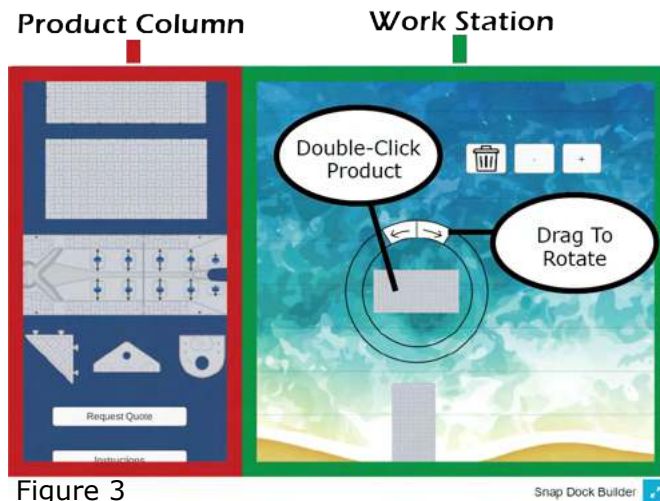 Product Column
Work Station
Double-Click
Product
- +
Drag To
Rotate
Request Quote
Instructions
Figure 3
Snap Dock Builder